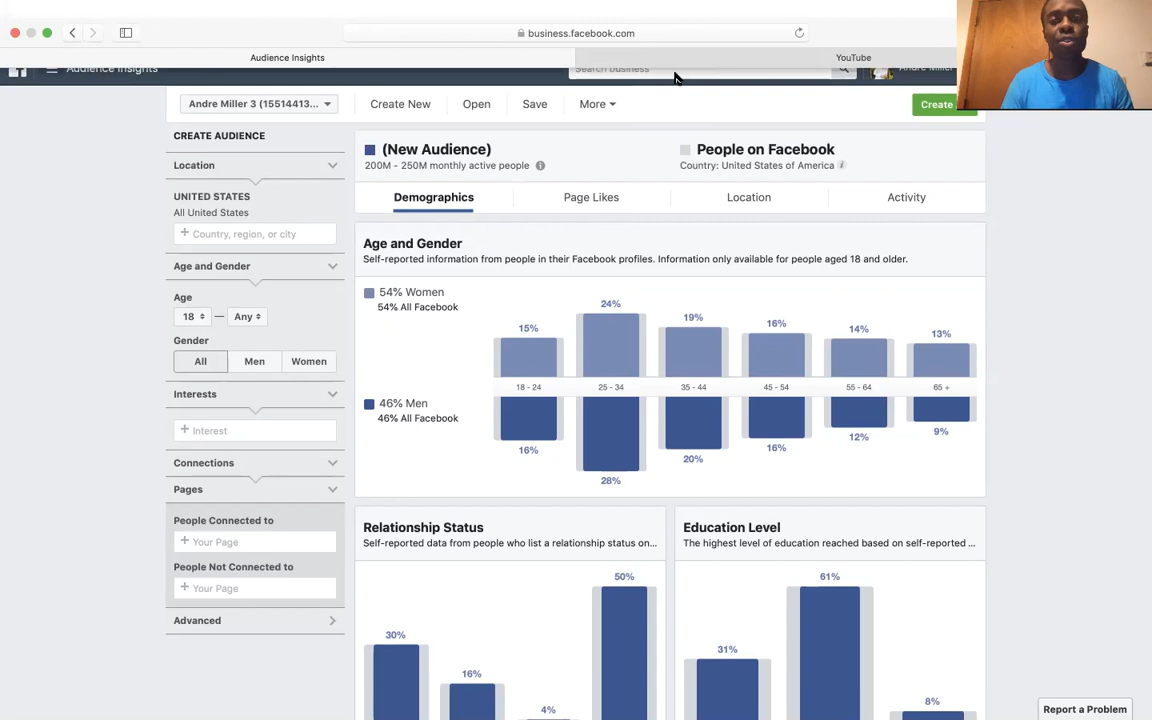 business.facebook.com
Audience Insights
YouTube
Audience Insights
Search business
Andre Miller
Andre Miller 3 (15514413...
Create New
Open
Save
More
Create
CREATE AUDIENCE
Location
UNITED STATES
All United States
+ Country, region, or city
Age and Gender
Age
18 — Any
Gender
All
Men
Women
Interests
+ Interest
Connections
Pages
People Connected to
+ Your Page
People Not Connected to
+ Your Page
Advanced
(New Audience)
200M - 250M monthly active people
People on Facebook
Country: United States of America
Demographics
Page Likes
Location
Activity
Age and Gender
Self-reported information from people in their Facebook profiles. Information only available for people aged 18 and older.
54% Women
54% All Facebook
15%
24%
19%
16%
14%
13%
18 - 24
25 - 34
35 - 44
45 - 54
55 - 64
65 +
46% Men
46% All Facebook
16%
28%
20%
16%
12%
9%
Relationship Status
Self-reported data from people who list a relationship status on...
30%
16%
4%
50%
Education Level
The highest level of education reached based on self-reported ...
31%
61%
8%
Report a Problem